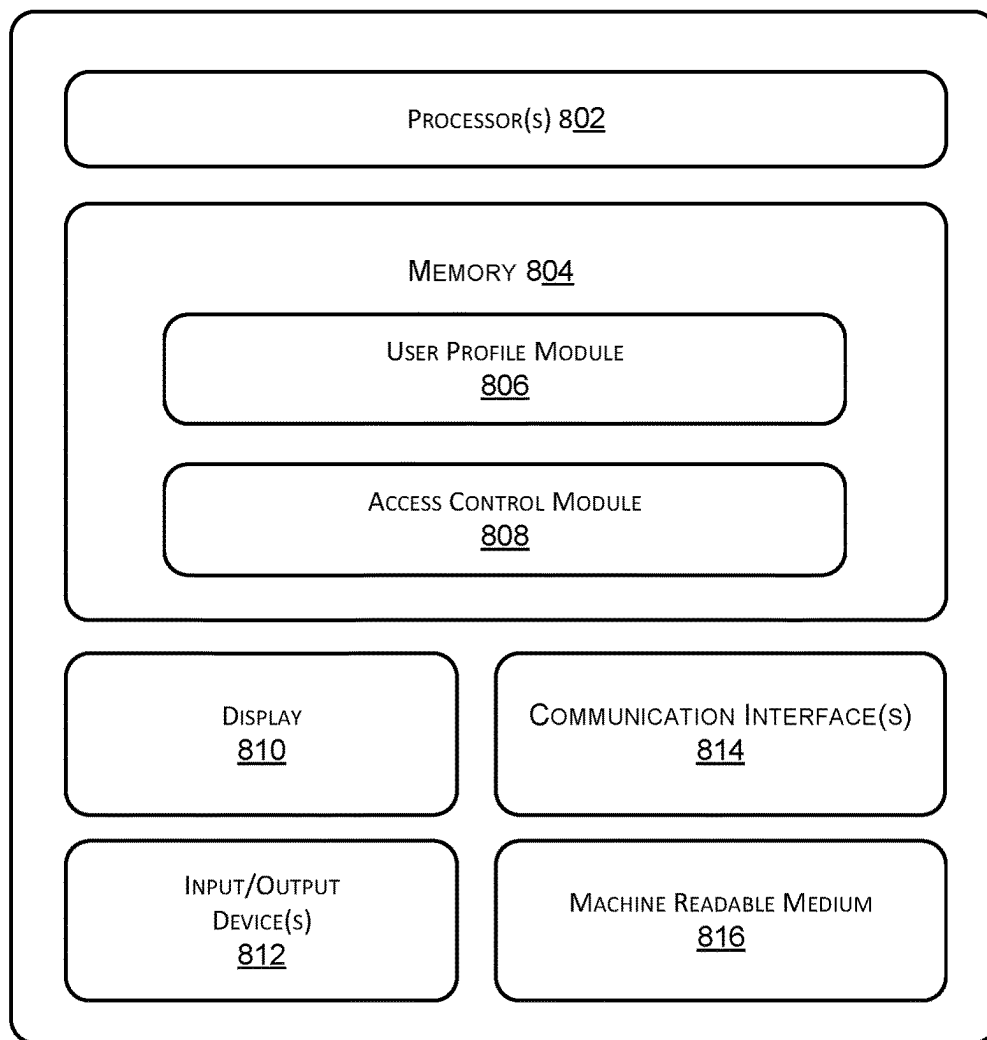 Processor(s) 802
Memory 804
User Profile Module
806
Access Control Module
808
Display
810
Communication Interface(s)
814
Input/Output
Device(s)
812
Machine Readable Medium
816